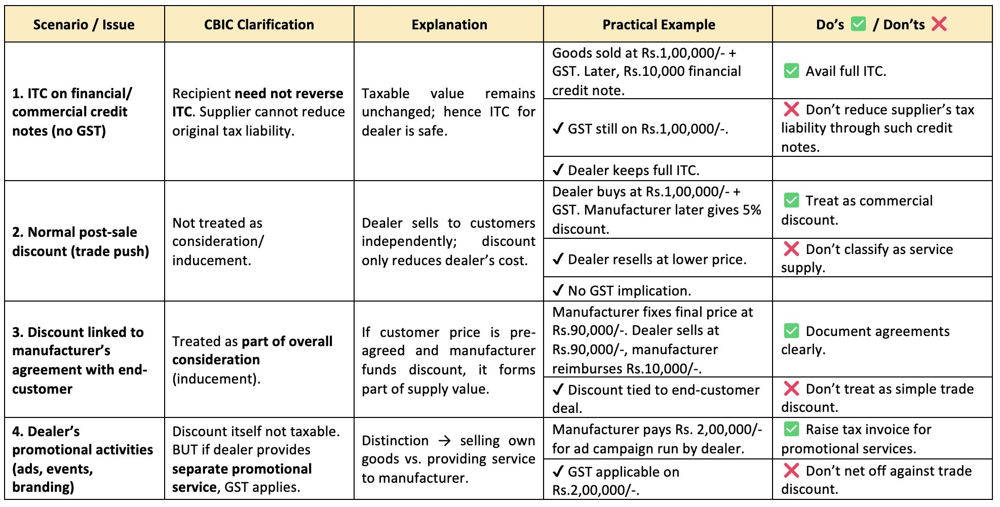 Scenario / Issue
CBIC Clarification
Explanation
Practical Example
Do’s ✅ / Don’ts ❌
1. ITC on financial/
commercial credit
notes (no GST)
Recipient need not reverse
ITC. Supplier cannot reduce
original tax liability.
Taxable value remains
unchanged; hence ITC for
dealer is safe.
Goods sold at Rs.1,00,000/- +
GST. Later, Rs.10,000 financial
credit note.
✅ Avail full ITC.
✓ GST still on Rs.1,00,000/-.
❌ Don’t reduce supplier’s tax
liability through such credit
notes.
✓ Dealer keeps full ITC.
2. Normal post-sale
discount (trade push)
Not treated as
consideration/
inducement.
Dealer sells to customers
independently; discount
only reduces dealer’s cost.
Dealer buys at Rs.1,00,000/- +
GST. Manufacturer later gives 5%
discount.
✅ Treat as commercial
discount.
✓ Dealer resells at lower price.
❌ Don’t classify as service
supply.
✓ No GST implication.
3. Discount linked to
manufacturer’s
agreement with end-
customer
Treated as part of overall
consideration
(inducement).
If customer price is pre-
agreed and manufacturer
funds discount, it forms
part of supply value.
Manufacturer fixes final price at
Rs.90,000/-. Dealer sells at
Rs.90,000/-, manufacturer
reimburses Rs.10,000/-.
✅ Document agreements
clearly.
✓ Discount tied to end-customer
deal.
❌ Don’t treat as simple trade
discount.
4. Dealer’s
promotional activities
(ads, events,
branding)
Discount itself not taxable.
BUT if dealer provides
separate promotional
service, GST applies.
Distinction → selling own
goods vs. providing service
to manufacturer.
Manufacturer pays Rs. 2,00,000/-
for ad campaign run by dealer.
✅ Raise tax invoice for
promotional services.
✓ GST applicable on
Rs.2,00,000/-.
❌ Don’t net off against trade
discount.